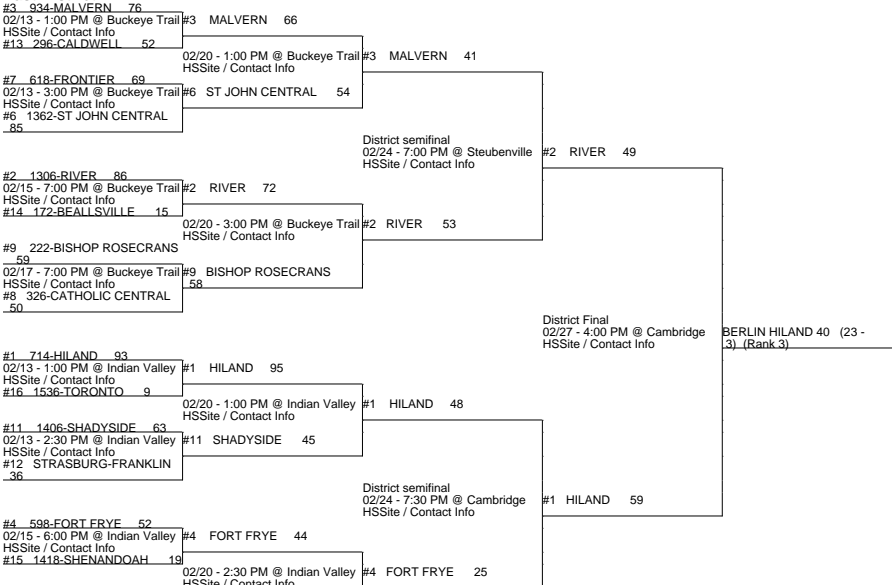 #3 934-MALVERN 76
02/13 - 1:00 PM @ Buckeye Trail
HSSite / Contact Info
#13 296-CALDWELL 52
#3 MALVERN 66
02/20 - 1:00 PM @ Buckeye Trail
HSSite / Contact Info
#3 MALVERN 41
#7 618-FRONTIER 69
02/13 - 3:00 PM @ Buckeye Trail
HSSite / Contact Info
#6 1362-ST JOHN CENTRAL
85
#6 ST JOHN CENTRAL 54
District semifinal
02/24 - 7:00 PM @ Steubenville
HSSite / Contact Info
#2 RIVER 49
#2 1306-RIVER 86
02/15 - 7:00 PM @ Buckeye Trail
HSSite / Contact Info
#14 172-BEALLSVILLE 15
#2 RIVER 72
02/20 - 3:00 PM @ Buckeye Trail
HSSite / Contact Info
#2 RIVER 53
#9 222-BISHOP ROSECRANS
59
02/17 - 7:00 PM @ Buckeye Trail
HSSite / Contact Info
#8 326-CATHOLIC CENTRAL
50
#9 BISHOP ROSECRANS
58
District Final
02/27 - 4:00 PM @ Cambridge
HSSite / Contact Info
BERLIN HILAND 40 (23 -
3) (Rank 3)
#1 714-HILAND 93
02/13 - 1:00 PM @ Indian Valley
HSSite / Contact Info
#16 1536-TORONTO 9
#1 HILAND 95
02/20 - 1:00 PM @ Indian Valley
HSSite / Contact Info
#1 HILAND 48
#11 1406-SHADYSIDE 63
02/13 - 2:30 PM @ Indian Valley
HSSite / Contact Info
#12 STRASBURG-FRANKLIN
36
#11 SHADYSIDE 45
District semifinal
02/24 - 7:30 PM @ Cambridge
HSSite / Contact Info
#1 HILAND 59
#4 598-FORT FRYE 52
02/15 - 6:00 PM @ Indian Valley
HSSite / Contact Info
#15 1418-SHENANDOAH 19
#4 FORT FRYE 44
02/20 - 2:30 PM @ Indian Valley
HSSite / Contact Info
#4 FORT FRYE 25